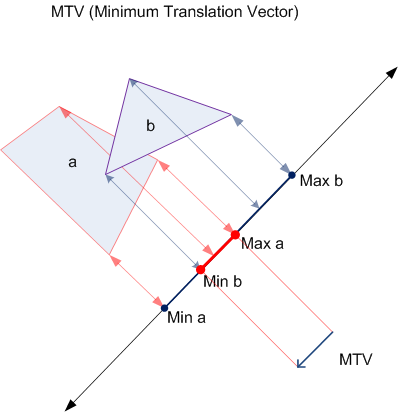 MTV (Minimum Translation Vector)
b
a
Max b
Max a
Min b
Min a
MTV